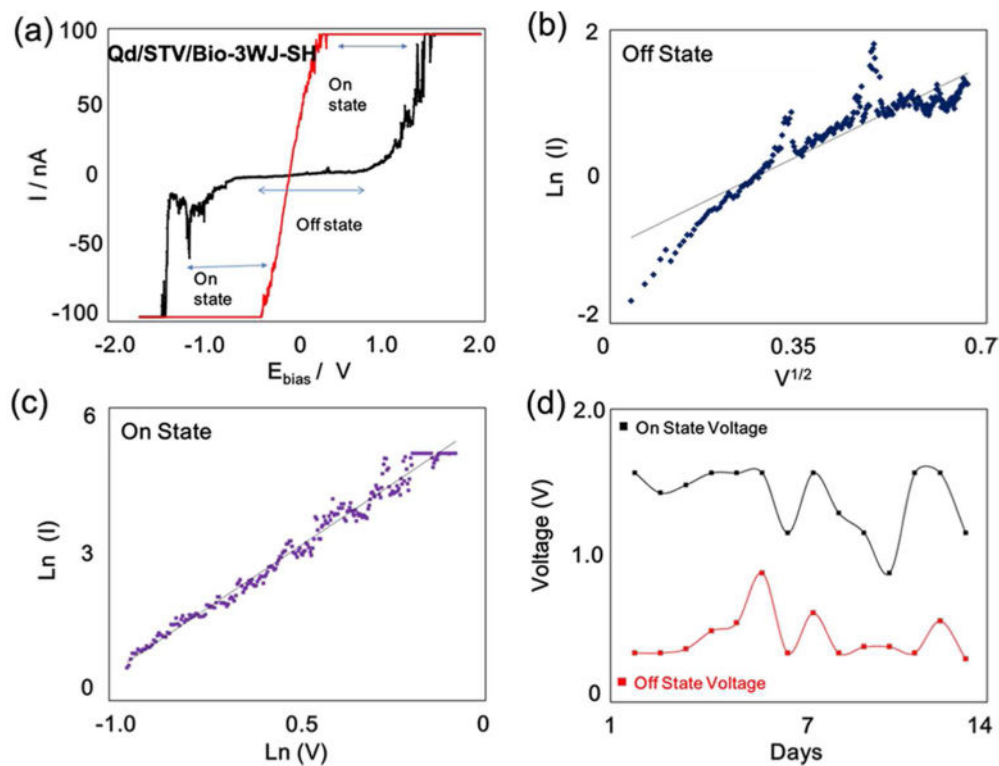 (a)
100
Qd/STV/Bio-3WJ-SH
50
0
-50
-100
I / nA
On
state
Off state
On
state
-2.0
-1.0
0
1.0
2.0
Ebias / V
(b)
2
Off State
0
-2
Ln (I)
0
0.35
0.7
V1/2
(c)
6
On State
3
0
Ln (I)
-1.0
0.5
0
Ln (V)
(d)
2.0
On State Voltage
1.0
Voltage (V)
Off State Voltage
0
1
7
14
Days